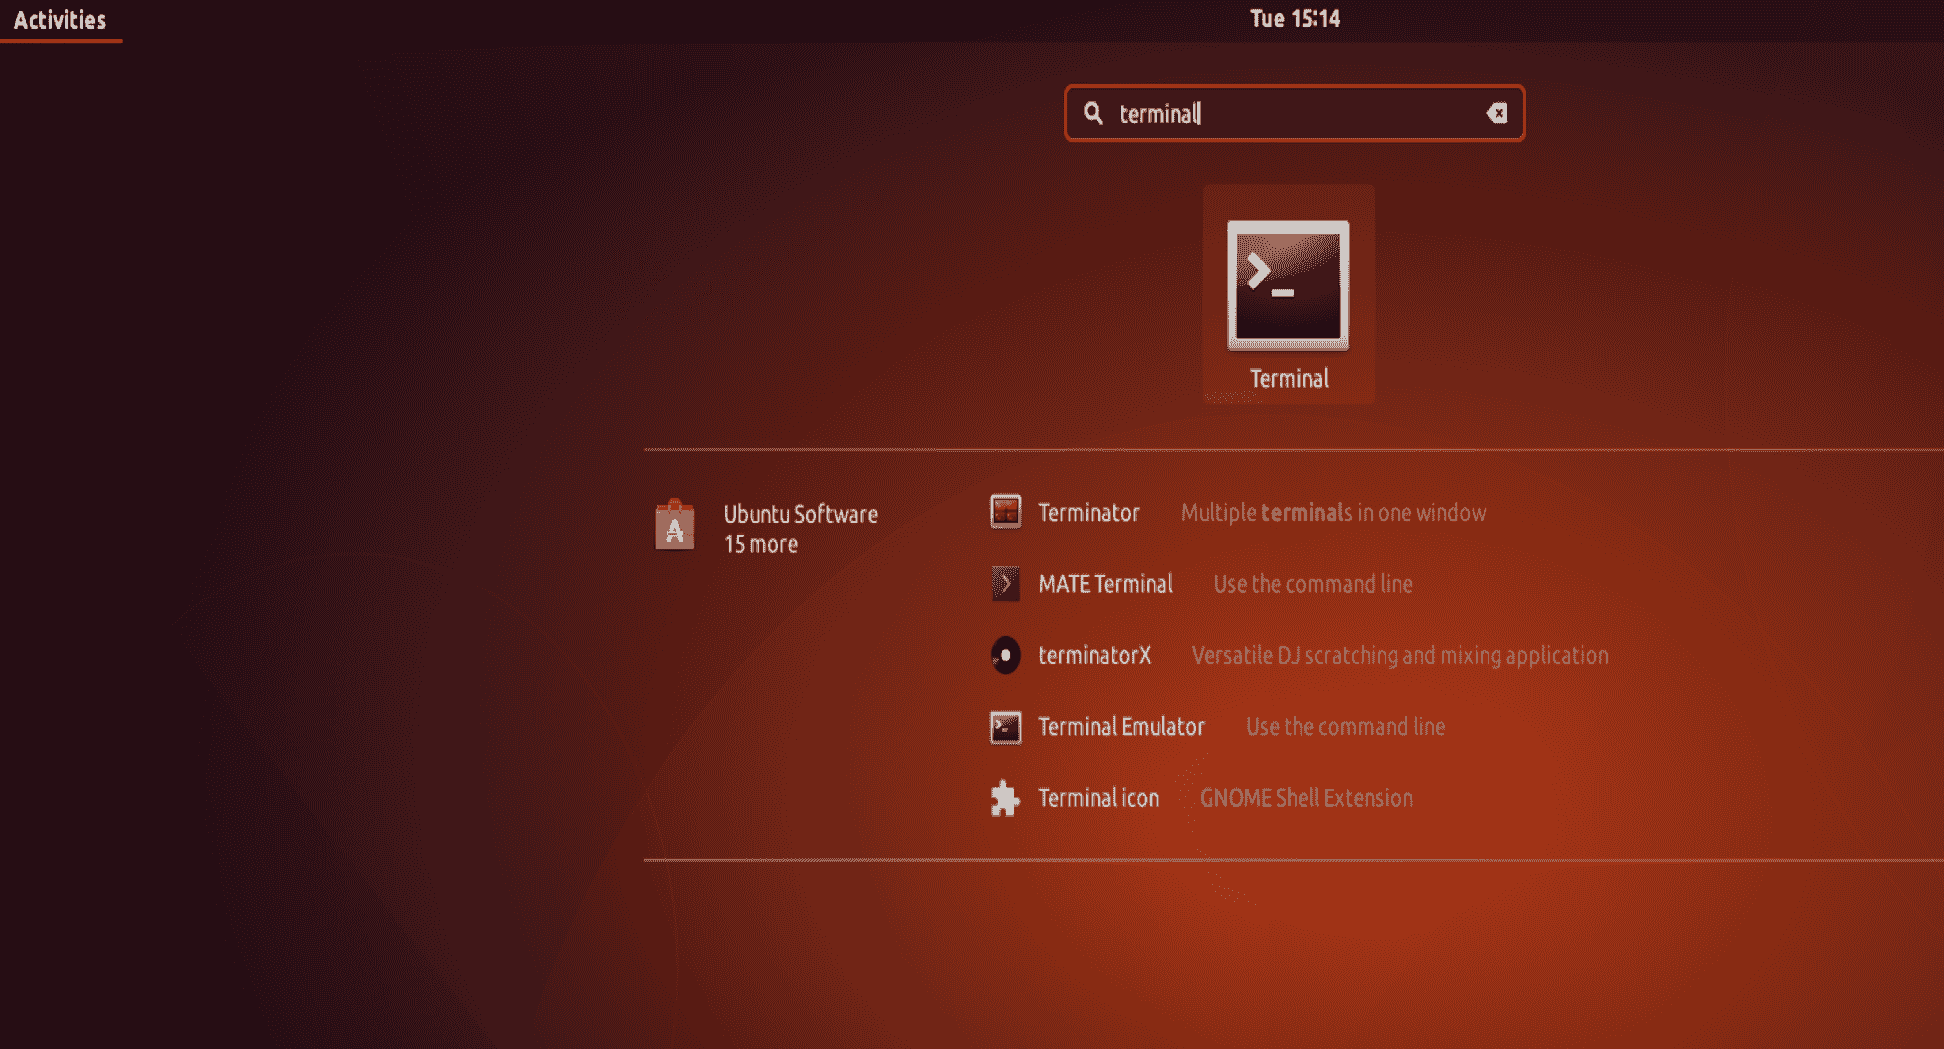 Activities
Tue 15:14
terminal
Terminal
Ubuntu Software
15 more
Terminator Multiple terminals in one window
MATE Terminal Use the command line
terminatorX Versatile DJ scratching and mixing application
Terminal Emulator Use the command line
Terminal icon GNOME Shell Extension